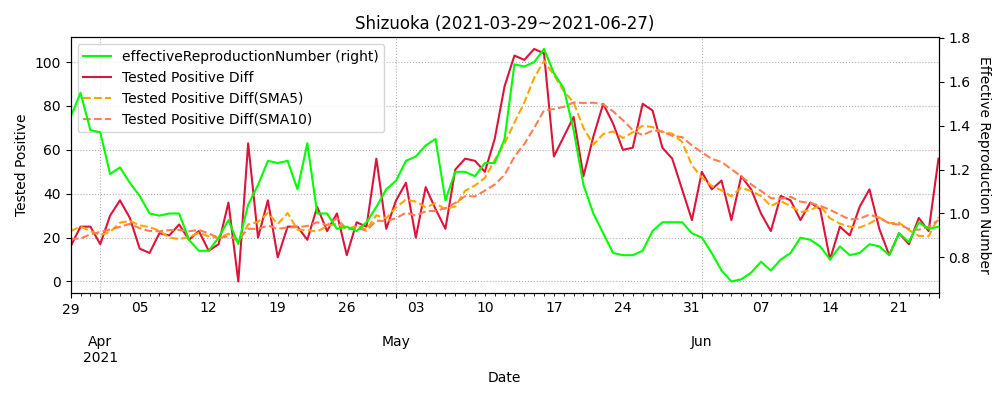 Shizuoka (2021-03-29~2021-06-27)
effectiveReproductionNumber (right)
Tested Positive Diff
Tested Positive Diff(SMA5)
Tested Positive Diff(SMA10)
Tested Positive
100
80
60
40
20
0
1.8
1.6
1.4
1.2
1.0
0.8
Effective Reproduction Number
29 05 12 19 26 03 10 17 24 31 07 14 21
Apr May Jun
2021
Date